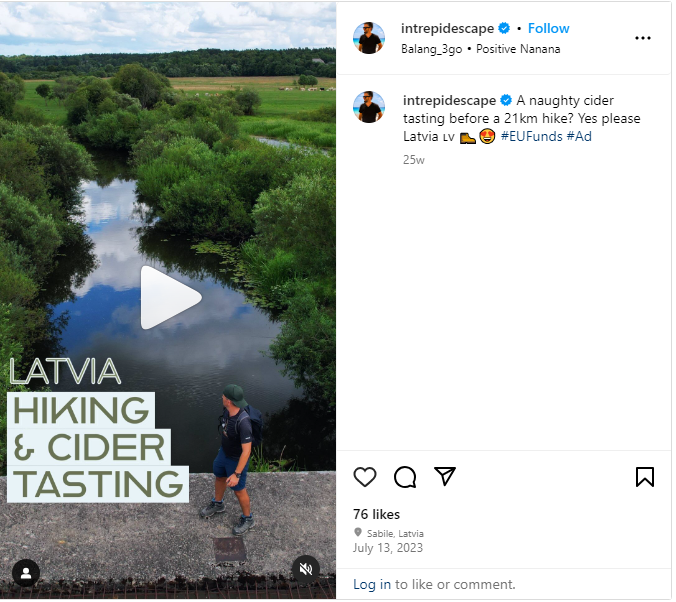 LATVIA
HIKING
& CIDER
TASTING
intrepidescape • Follow
Balang_3go • Positive Nanana
intrepidescape A naughty cider
tasting before a 21km hike? Yes please
Latvia ʟᴠ 🥾😍 #EUFunds #Ad
25w
76 likes
Sabile, Latvia
July 13, 2023
Log in to like or comment.